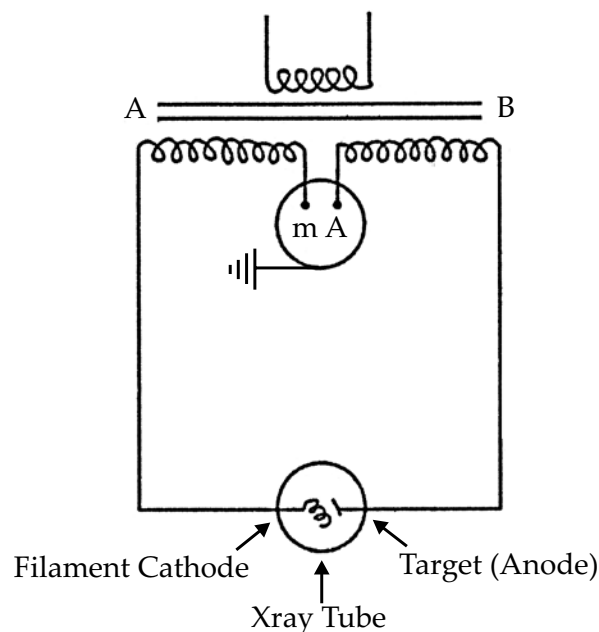 A
B
m A
Filament Cathode
Target (Anode)
Xray Tube